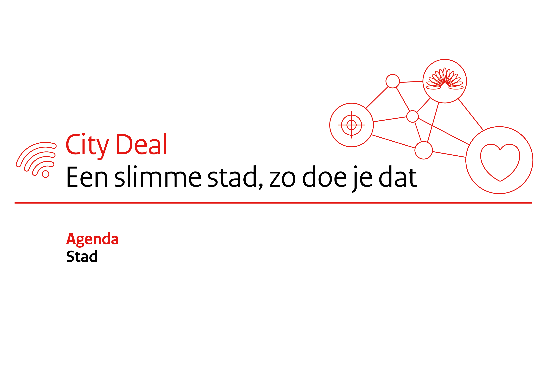 City Deal
Een slimme stad, zo doe je dat
Agenda
Stad